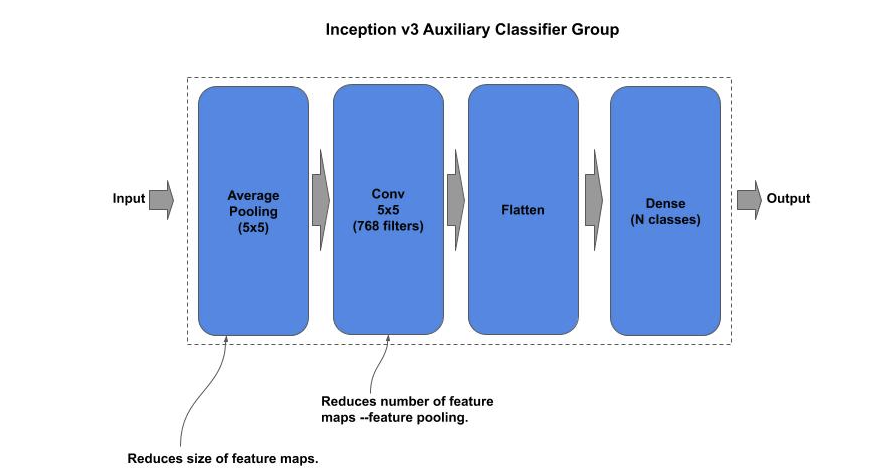 Inception v3 Auxiliary Classifier Group
Input
Average
Pooling
(5x5)
Conv
5x5
(768 filters)
Flatten
Dense
(N classes)
Output
Reduces number of feature
maps --feature pooling.
Reduces size of feature maps.